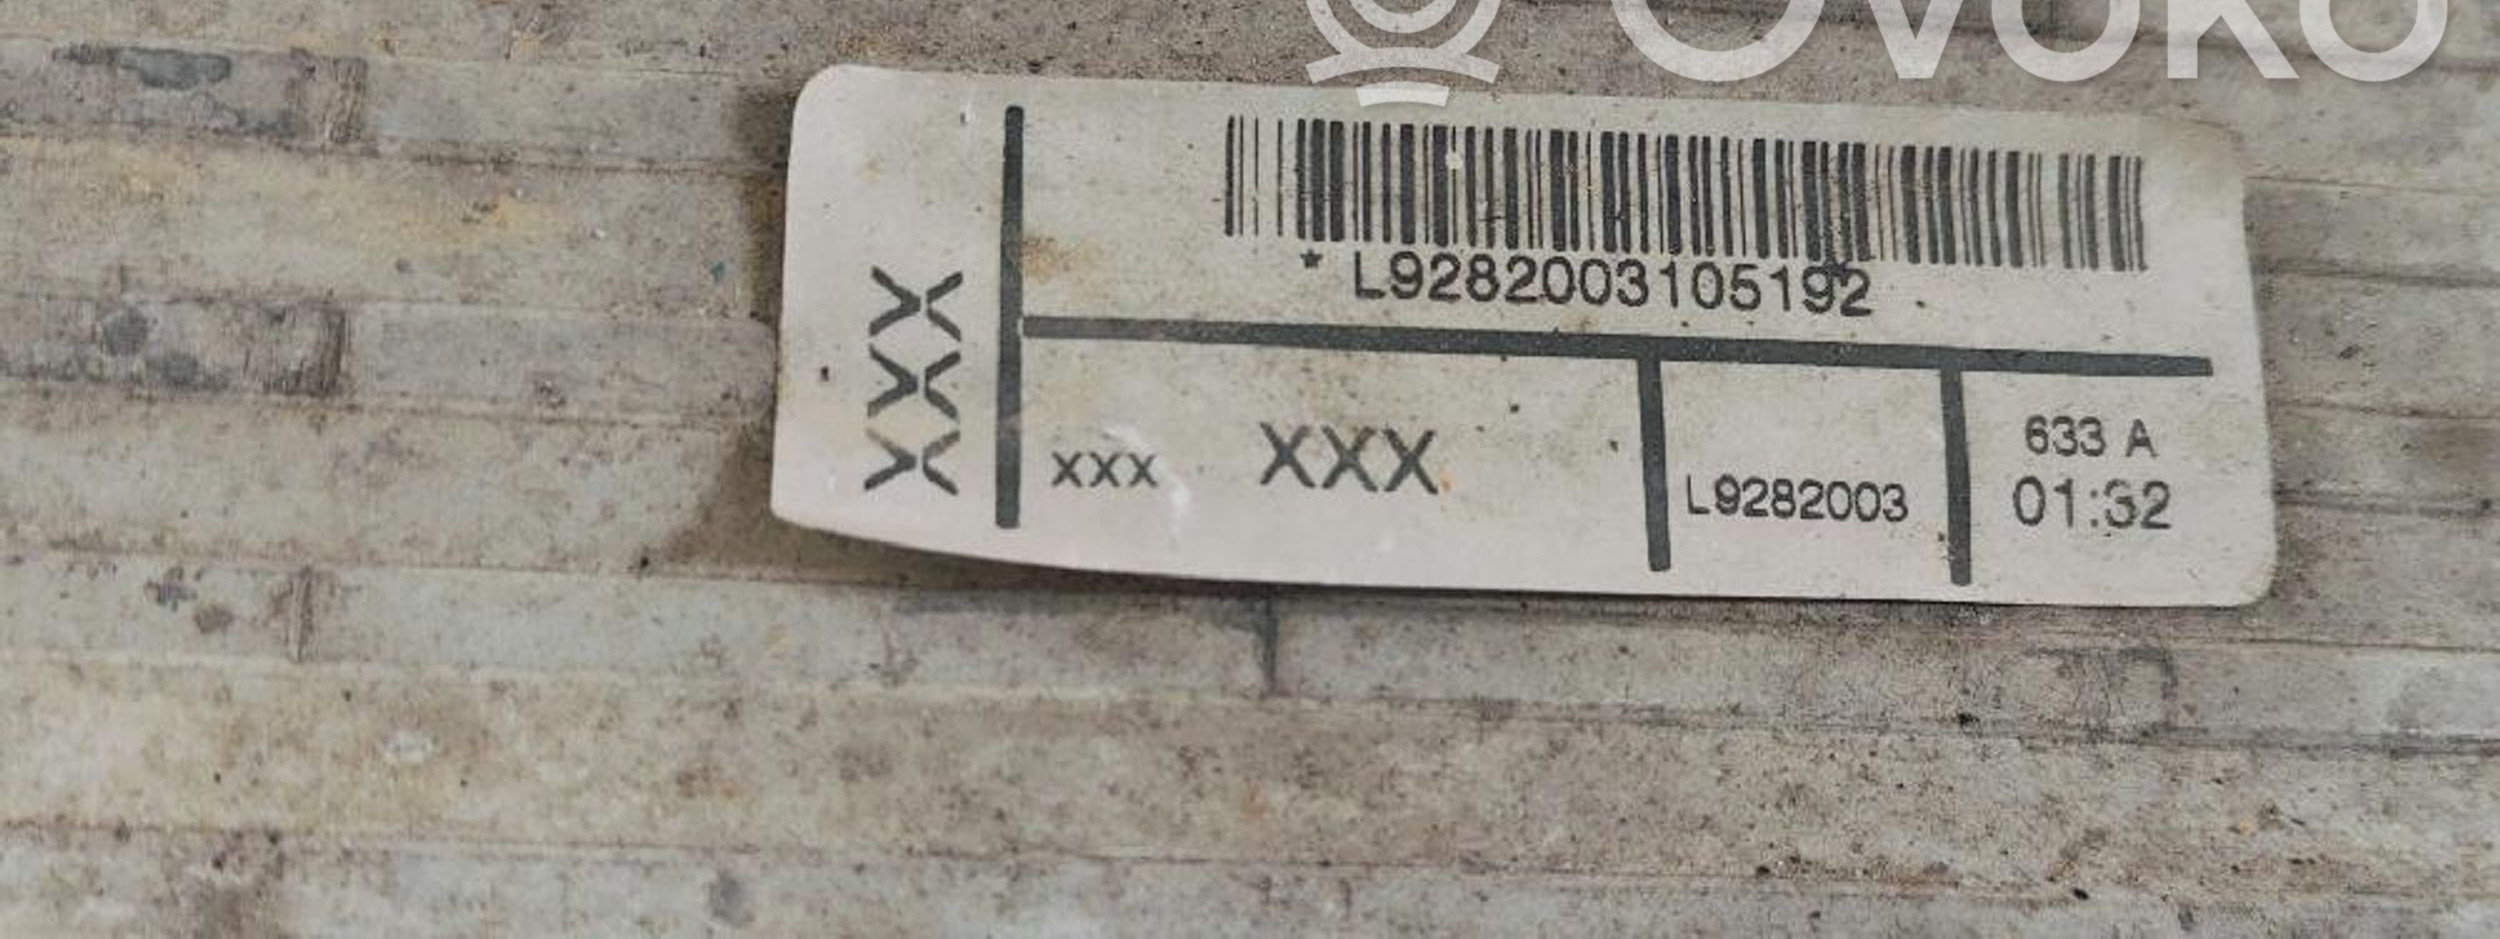 OVOKO
XXX
* L9282003105192
xxx XXX
L9282003
633 A
01:32